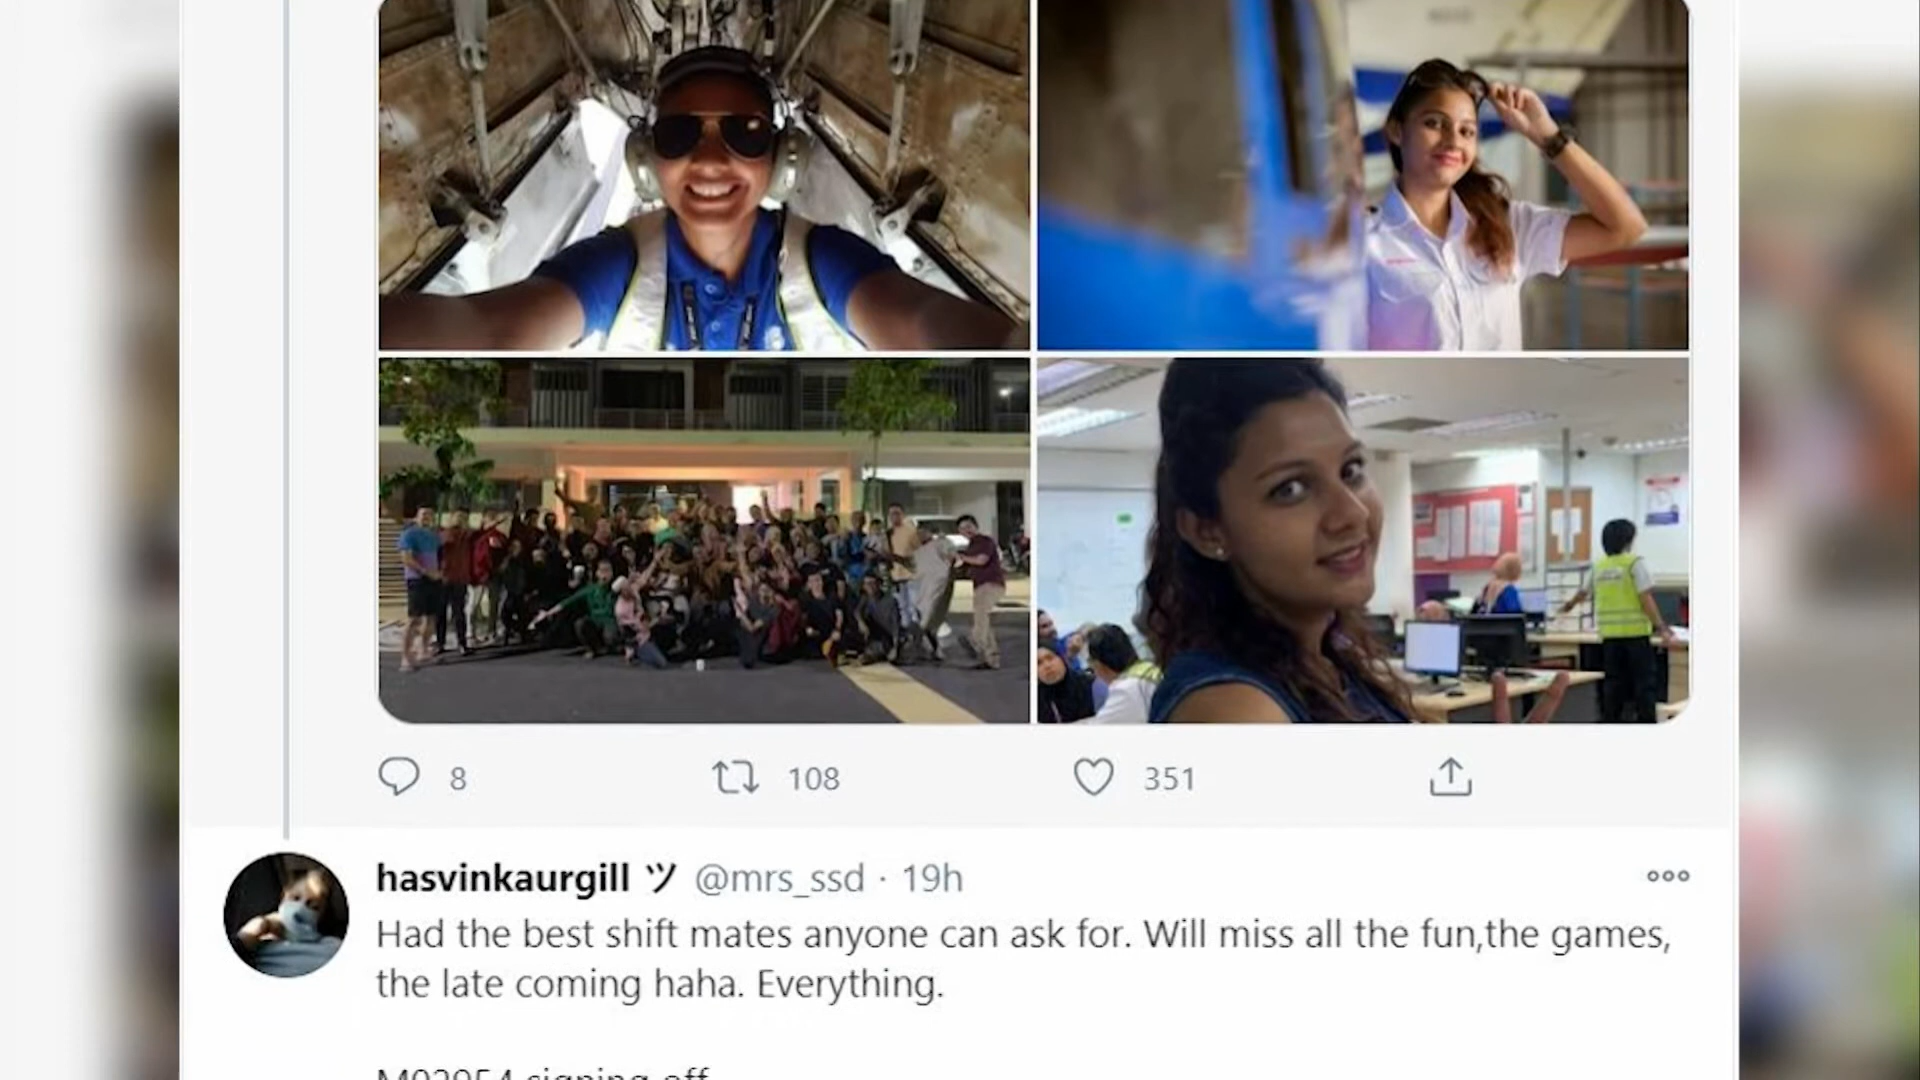 8 108 351
hasvinkaurgill ツ @mrs_ssd · 19h
Had the best shift mates anyone can ask for. Will miss all the fun,the games,
the late coming haha. Everything.
M02954 signing off